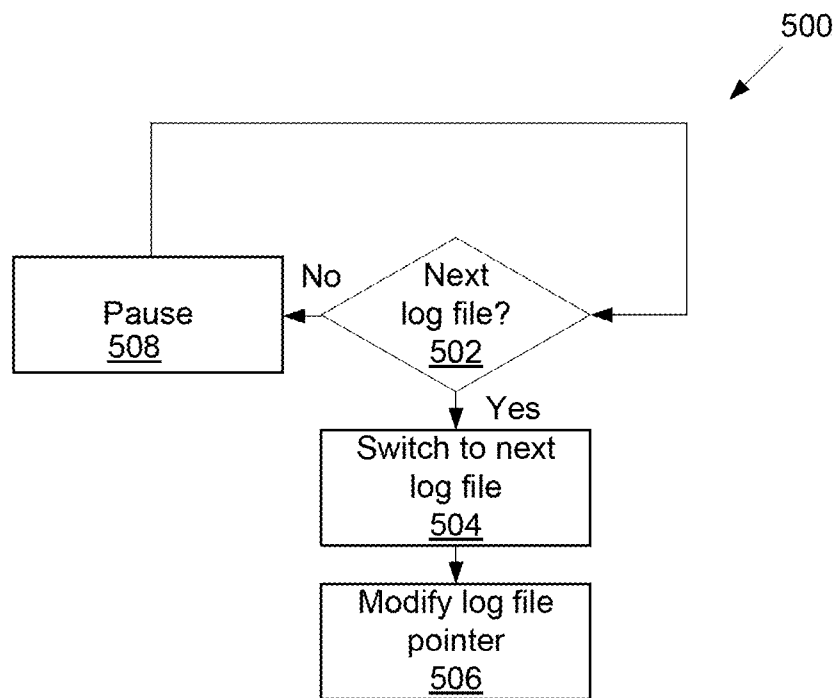 500
No
Next
log file?
502
Pause
508
Yes
Switch to next
log file
504
Modify log file
pointer
506